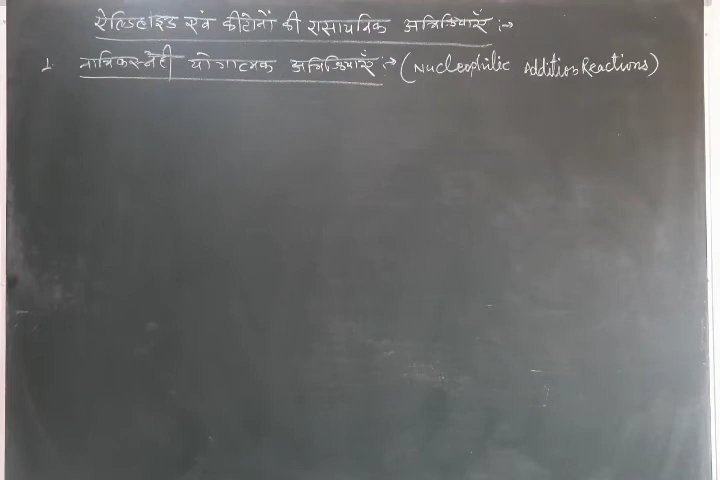 ऐल्डिहाइड एवं कीटोनों की रासायनिक अभिक्रियाएँ :→
1. नाभिकस्नेही योगात्मक अभिक्रियाएँ :→ (Nucleophilic Addition Reactions)